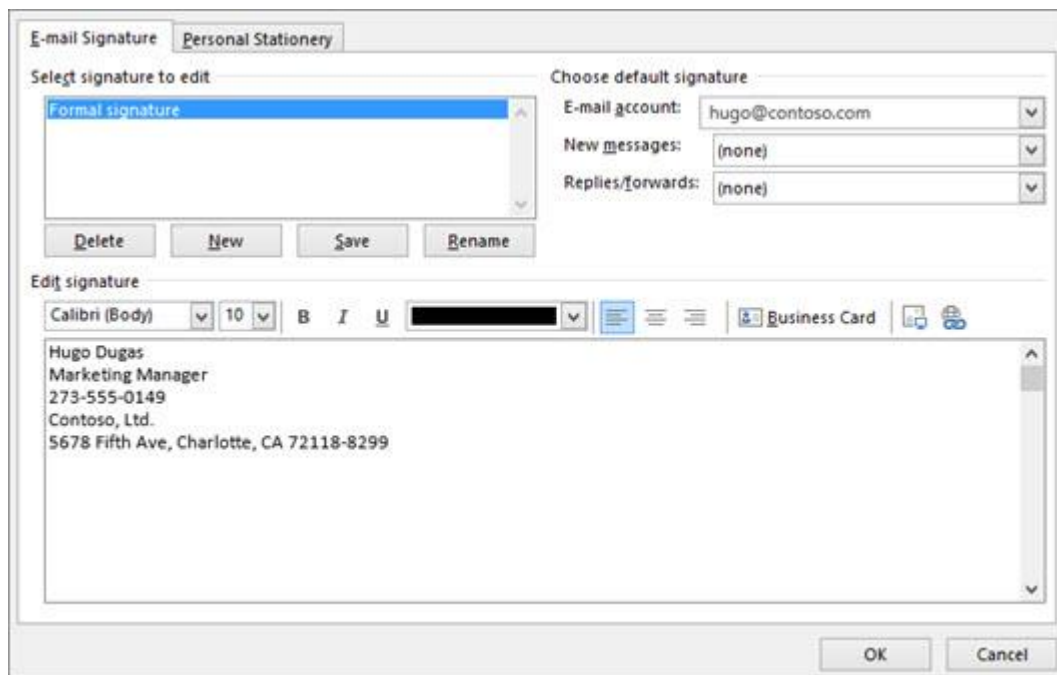 E-mail Signature
Personal Stationery
Select signature to edit
Formal signature
Delete
New
Save
Rename
Choose default signature
E-mail account:
hugo@contoso.com
New messages:
(none)
Replies/forwards:
(none)
Edit signature
Calibri (Body) 10 B I U Business Card
Hugo Dugas
Marketing Manager
273-555-0149
Contoso, Ltd.
5678 Fifth Ave, Charlotte, CA 72118-8299
OK
Cancel